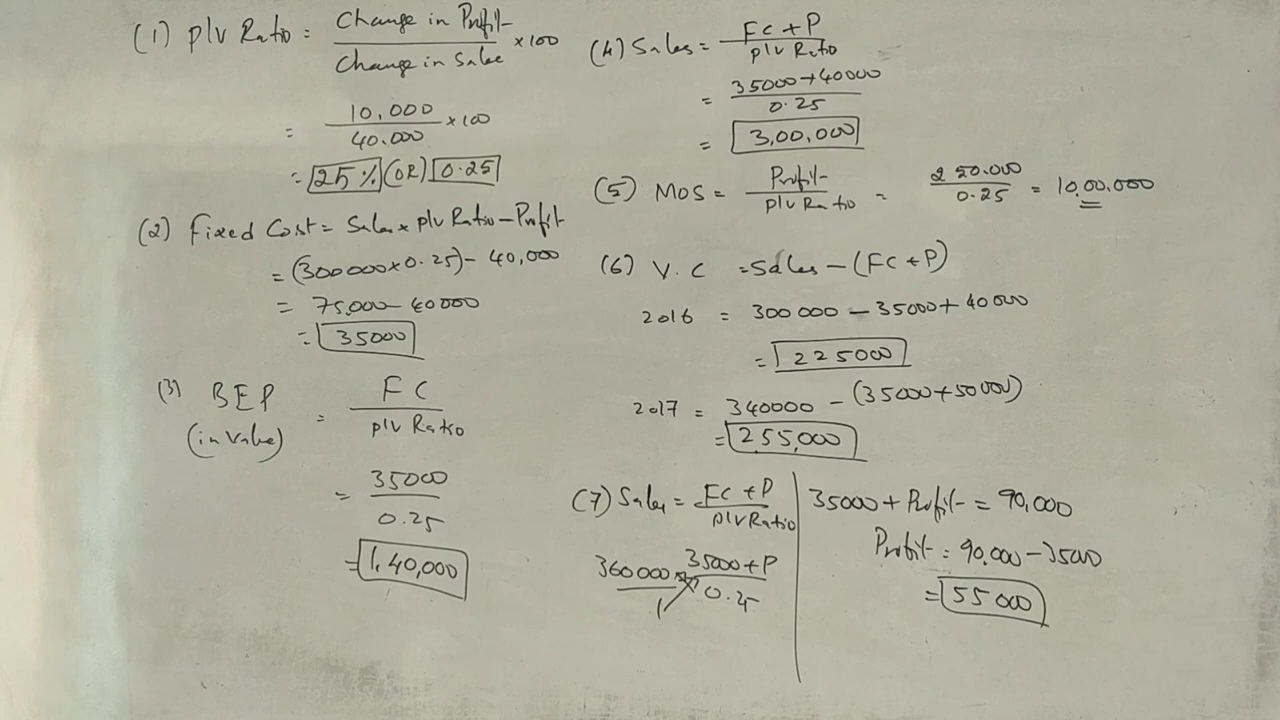 (1) P/V Ratio = Change in Profit / Change in Sale × 100
= 10,000 / 40.000 × 100
= 25 % (OR) 0.25
(2) Fixed Cost = Sales × P/V Ratio - Profit
= (300000 × 0.25) - 40,000
= 75,000 - 40000
= 35000
(3) BEP (in Value) = FC / P/V Ratio
= 35000 / 0.25
= 1,40,000
(4) Sales = FC + P / P/V Ratio
= 35000 + 40000 / 0.25
= 3,00,000
(5) MOS = Profit / P/V Ratio = 250.000 / 0.25 = 10,00,000
(6) V.C = Sales - (FC + P)
2016 = 300 000 - 35000 + 40000
= 225000
2017 = 340000 - (35000 + 50000)
= 255,000
(7) Sales = FC + P / P/V Ratio
360000 / 1 × 35000 + P / 0.25
35000 + Profit = 90,000
Profit = 90,000 - 35000
= 55000